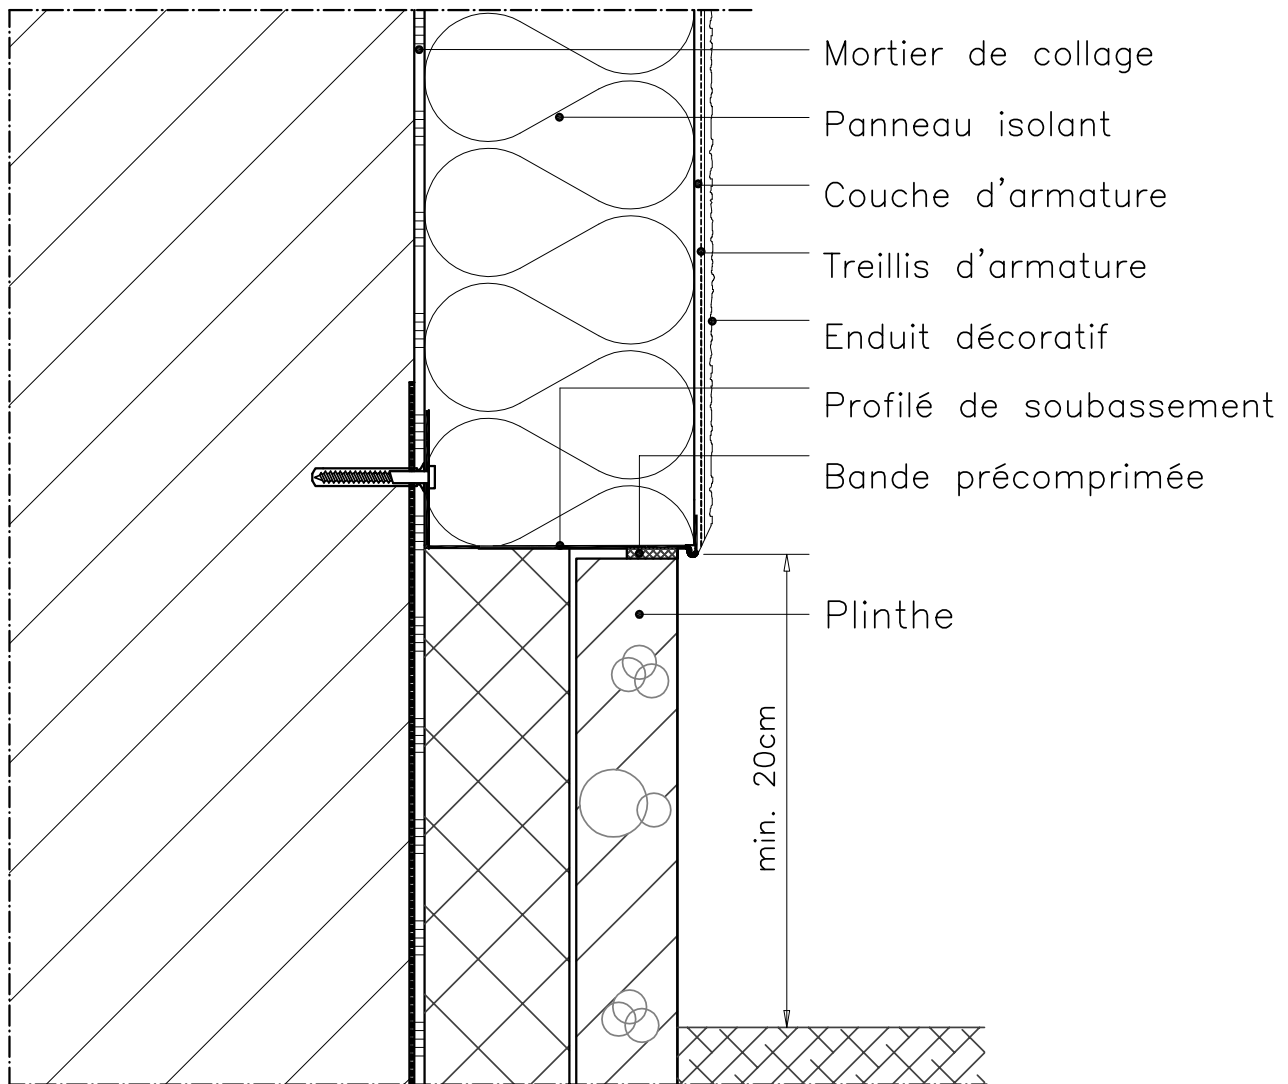 Mortier de collage
Panneau isolant
Couche d'armature
Treillis d'armature
Enduit décoratif
Profilé de soubassement
Bande précomprimée
Plinthe
min. 20cm